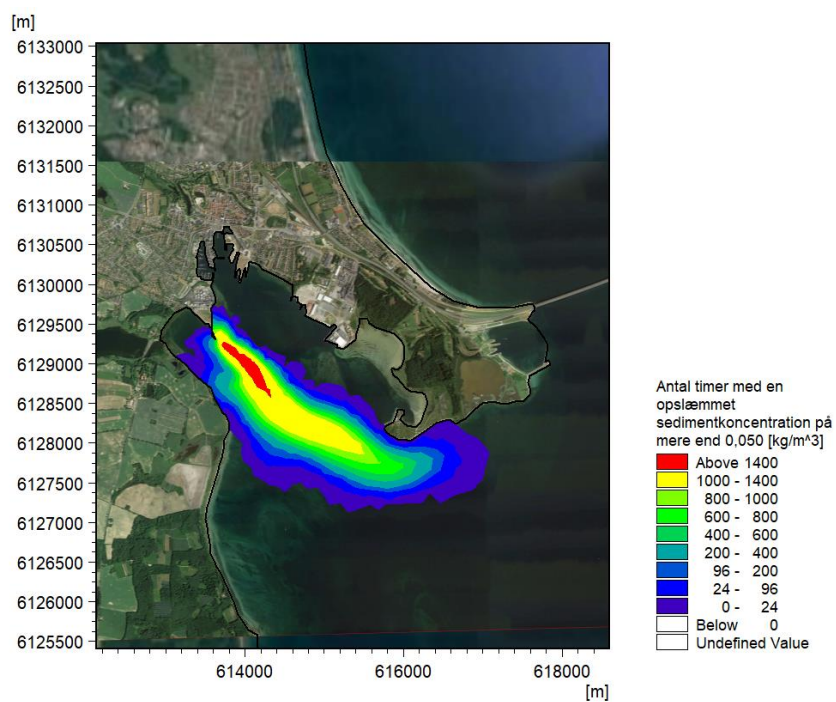 [m]
6133000
6132500
6132000
6131500
6131000
6130500
6130000
6129500
6129000
6128500
6128000
6127500
6127000
6126500
6126000
6125500
614000
616000
618000
[m]
Antal timer med en
opslæmmet
sedimentkoncentration på
mere end 0,050 [kg/m^3]
Above 1400
1000 - 1400
800 - 1000
600 - 800
400 - 600
200 - 400
96 - 200
24 - 96
0 - 24
Below 0
Undefined Value